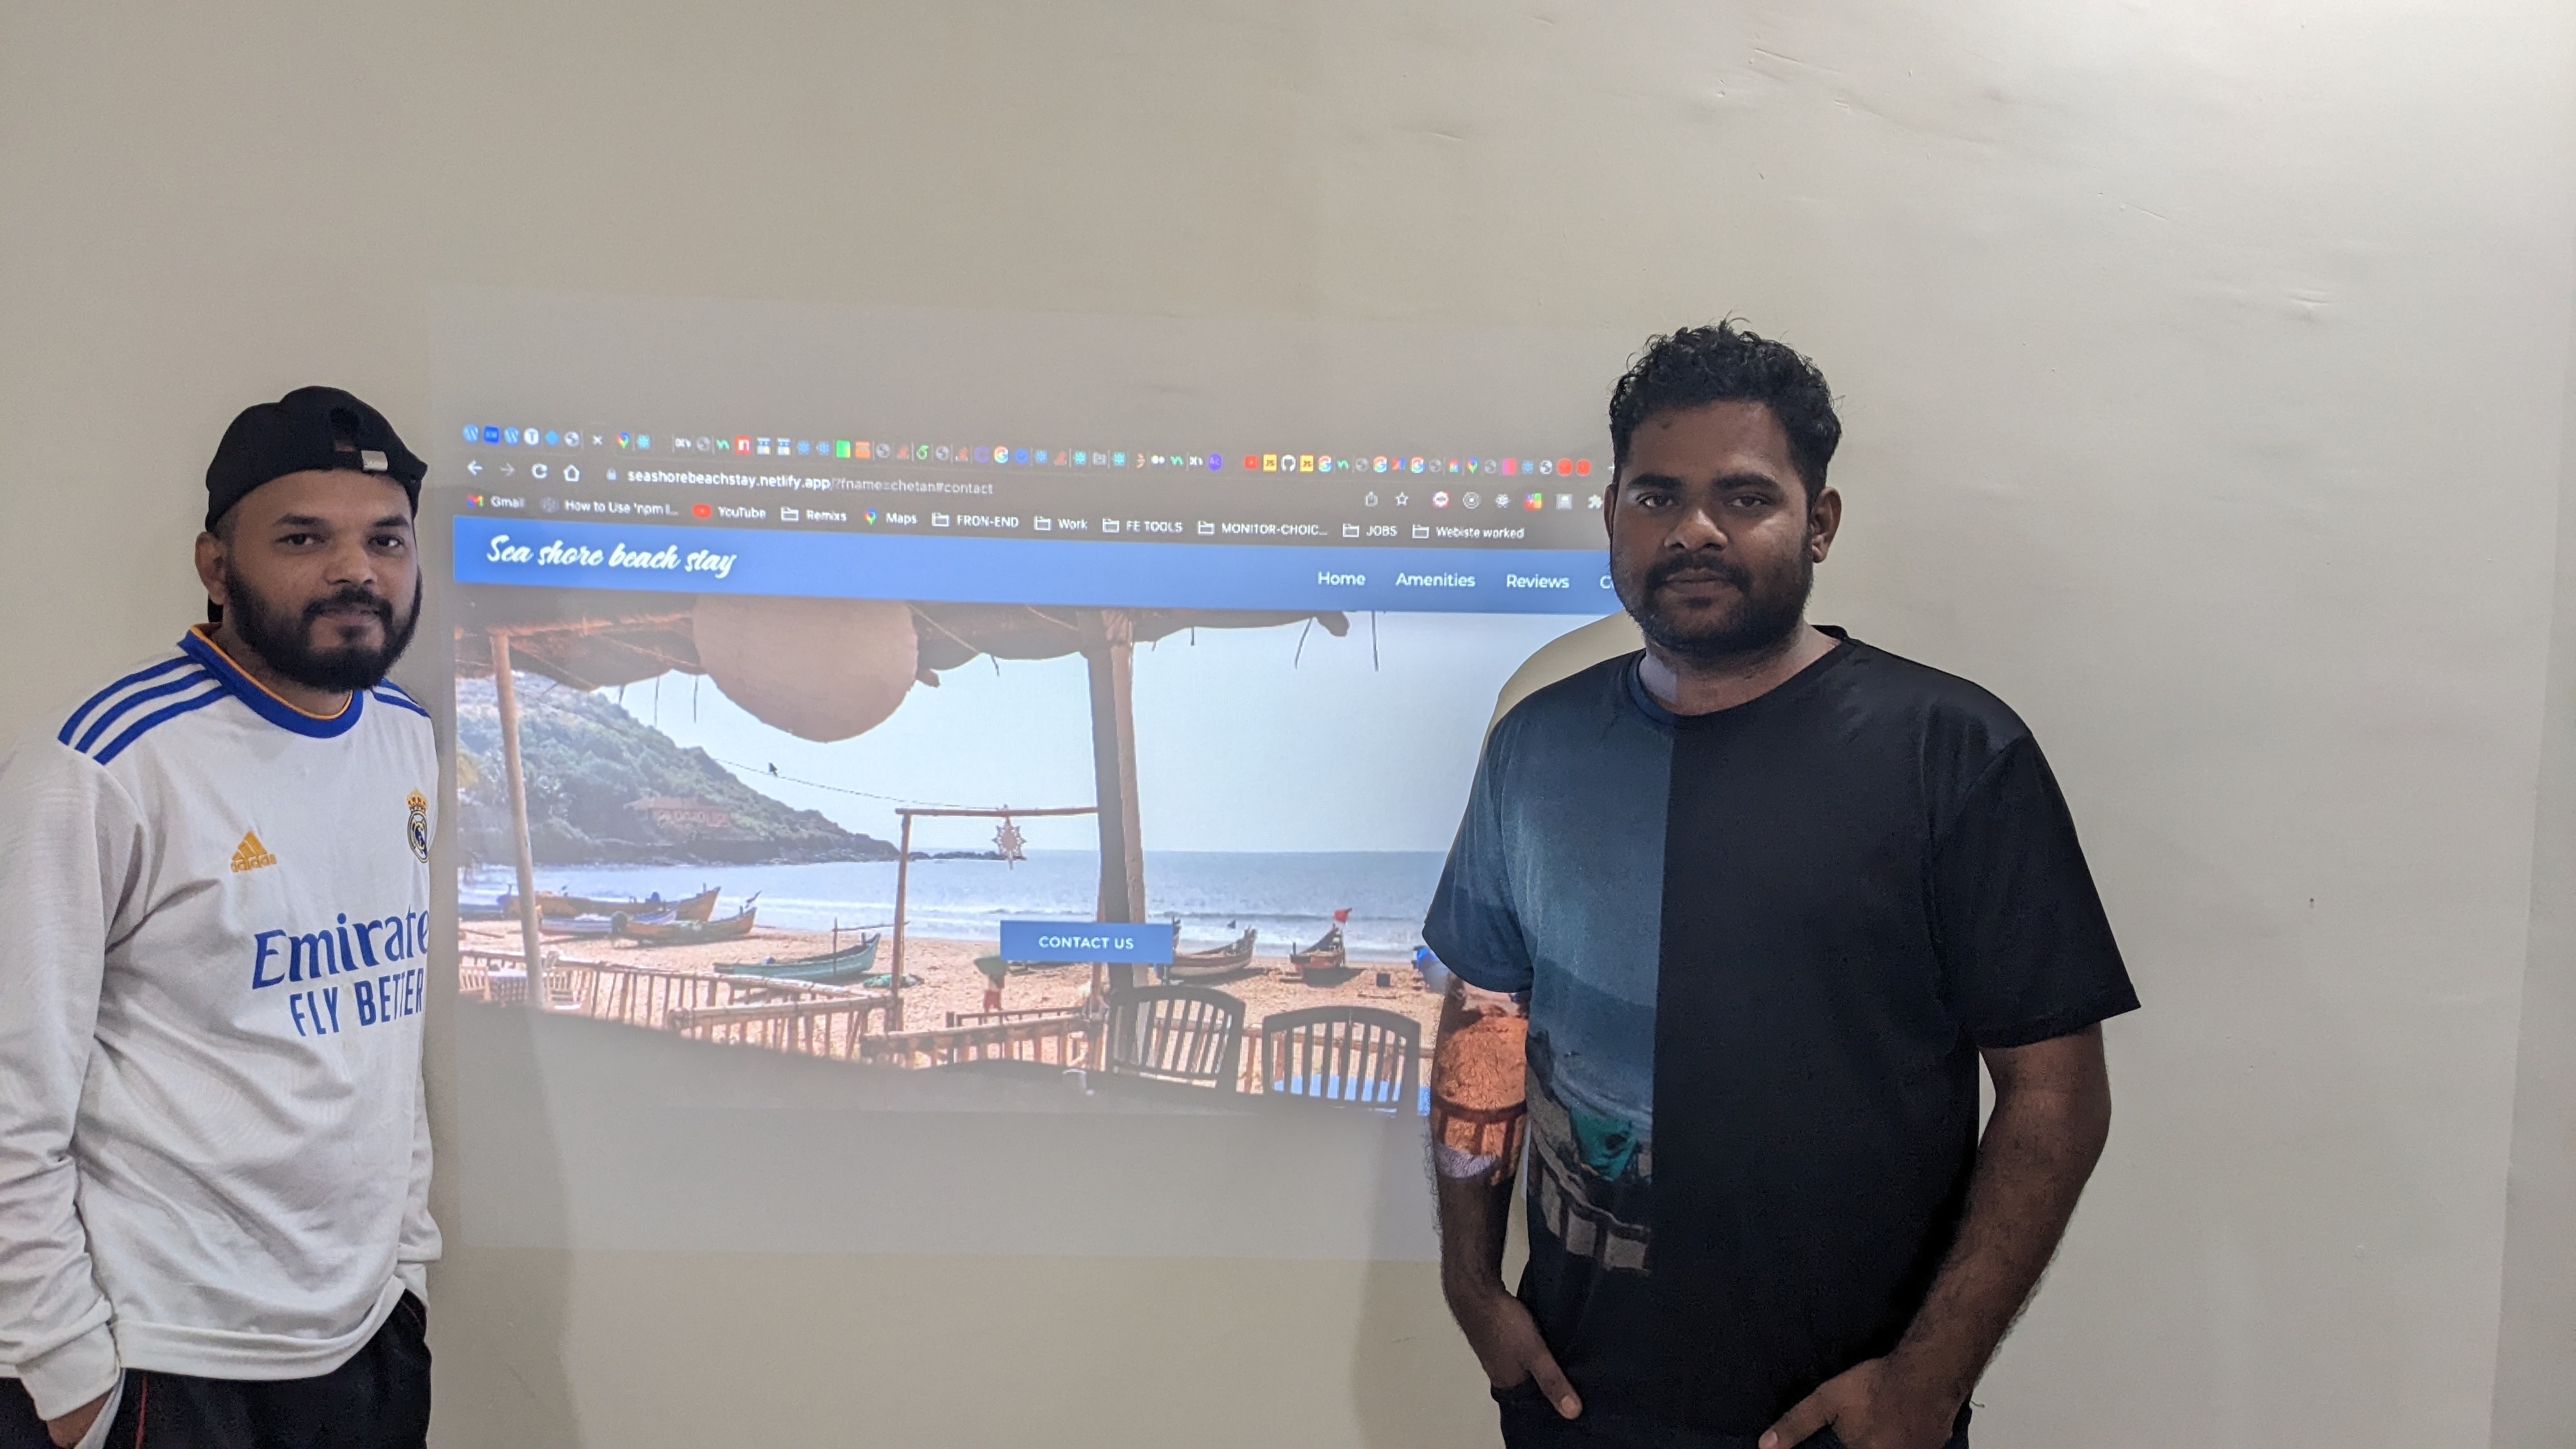 seashorebeachstay.netlify.app/?fname=chetan#contact
Gmail How to Use 'npm i... YouTube Remixs Maps FRON-END Work FE TOOLS MONITOR-CHOIC... JOBS Webiste worked
Sea shore beach stay
Home Amenities Reviews
CONTACT US
adidas
Emirate
FLY BETTER